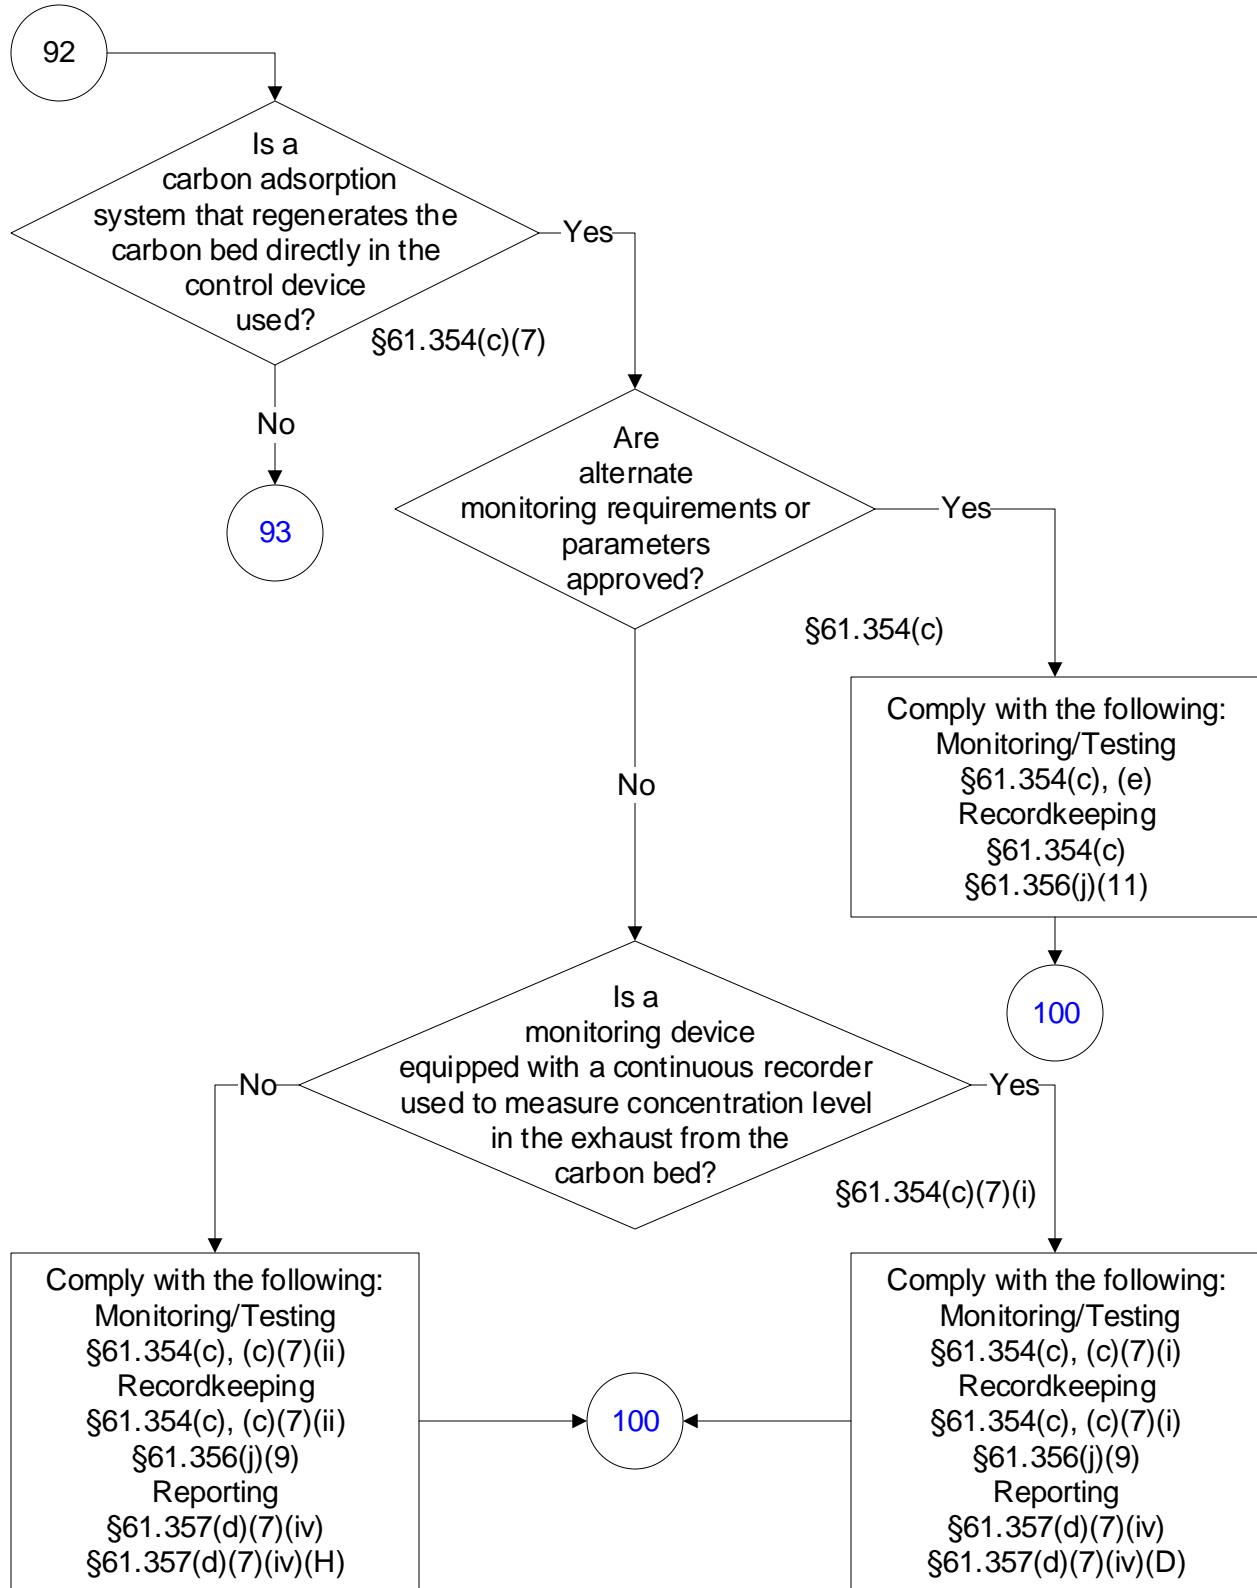 92
Is a
carbon adsorption
system that regenerates the
carbon bed directly in the
control device
used?
Yes
§61.354(c)(7)
No
93
Are
alternate
monitoring requirements or
parameters
approved?
Yes
§61.354(c)
No
Comply with the following:
Monitoring/Testing
§61.354(c), (e)
Recordkeeping
§61.354(c)
§61.356(j)(11)
100
Is a
monitoring device
equipped with a continuous recorder
used to measure concentration level
in the exhaust from the
carbon bed?
No
Yes
§61.354(c)(7)(i)
Comply with the following:
Monitoring/Testing
§61.354(c), (c)(7)(ii)
Recordkeeping
§61.354(c), (c)(7)(ii)
§61.356(j)(9)
Reporting
§61.357(d)(7)(iv)
§61.357(d)(7)(iv)(H)
100
Comply with the following:
Monitoring/Testing
§61.354(c), (c)(7)(i)
Recordkeeping
§61.354(c), (c)(7)(i)
§61.356(j)(9)
Reporting
§61.357(d)(7)(iv)
§61.357(d)(7)(iv)(D)